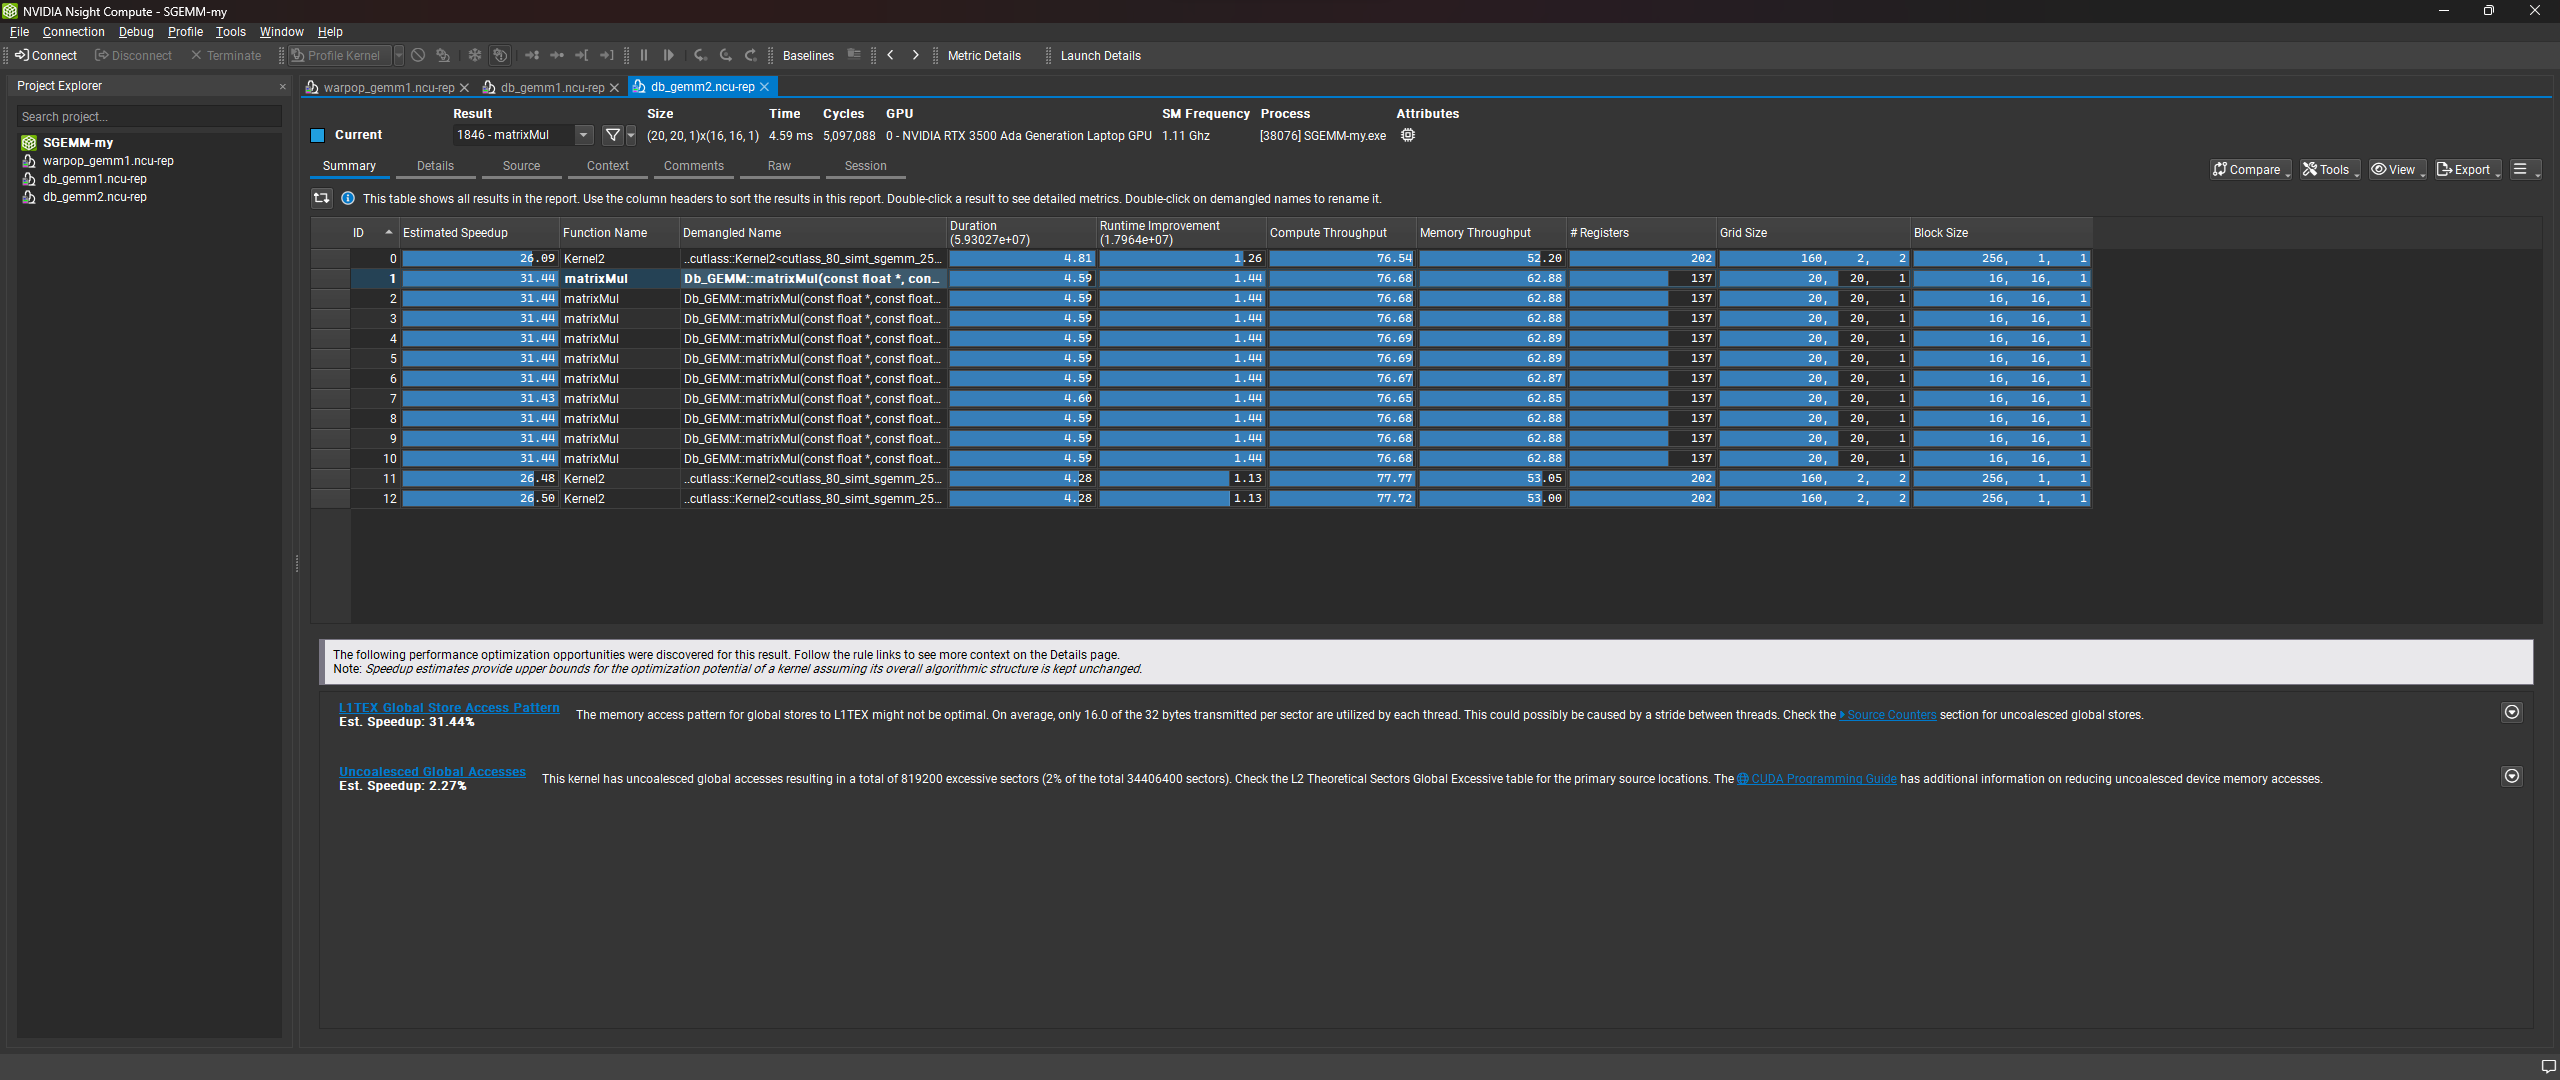 NVIDIA Nsight Compute - SGEMM-my
File Connection Debug Profile Tools Window Help
Connect Disconnect Terminate Profile Kernel Baselines Metric Details Launch Details
Project Explorer
Search project...
SGEMM-my
warpop_gemm1.ncu-rep
db_gemm1.ncu-rep
db_gemm2.ncu-rep
warpop_gemm1.ncu-rep db_gemm1.ncu-rep db_gemm2.ncu-rep
Result Size Time Cycles GPU SM Frequency Process Attributes
Current 1846 - matrixMul (20, 20, 1)x(16, 16, 1) 4.59 ms 5,097,088 0 - NVIDIA RTX 3500 Ada Generation Laptop GPU 1.11 Ghz [38076] SGEMM-my.exe
Summary Details Source Context Comments Raw Session
Compare Tools View Export
This table shows all results in the report. Use the column headers to sort the results in this report. Double-click a result to see detailed metrics. Double-click on demangled names to rename it.
ID Estimated Speedup Function Name Demangled Name Duration (5.93027e+07) Runtime Improvement (1.7964e+07) Compute Throughput Memory Throughput # Registers Grid Size Block Size
0 26.09 Kernel2 ..cutlass::Kernel2<cutlass_80_simt_sgemm_25... 4.81 1.26 76.54 52.20 202 160, 2, 2 256, 1, 1
1 31.44 matrixMul Db_GEMM::matrixMul(const float *, con... 4.59 1.44 76.68 62.88 137 20, 20, 1 16, 16, 1
2 31.44 matrixMul Db_GEMM::matrixMul(const float *, const float... 4.59 1.44 76.68 62.88 137 20, 20, 1 16, 16, 1
3 31.44 matrixMul Db_GEMM::matrixMul(const float *, const float... 4.59 1.44 76.68 62.88 137 20, 20, 1 16, 16, 1
4 31.44 matrixMul Db_GEMM::matrixMul(const float *, const float... 4.59 1.44 76.69 62.89 137 20, 20, 1 16, 16, 1
5 31.44 matrixMul Db_GEMM::matrixMul(const float *, const float... 4.59 1.44 76.69 62.89 137 20, 20, 1 16, 16, 1
6 31.44 matrixMul Db_GEMM::matrixMul(const float *, const float... 4.59 1.44 76.67 62.87 137 20, 20, 1 16, 16, 1
7 31.43 matrixMul Db_GEMM::matrixMul(const float *, const float... 4.60 1.44 76.65 62.85 137 20, 20, 1 16, 16, 1
8 31.44 matrixMul Db_GEMM::matrixMul(const float *, const float... 4.59 1.44 76.68 62.88 137 20, 20, 1 16, 16, 1
9 31.44 matrixMul Db_GEMM::matrixMul(const float *, const float... 4.59 1.44 76.68 62.88 137 20, 20, 1 16, 16, 1
10 31.44 matrixMul Db_GEMM::matrixMul(const float *, const float... 4.59 1.44 76.68 62.88 137 20, 20, 1 16, 16, 1
11 26.48 Kernel2 ..cutlass::Kernel2<cutlass_80_simt_sgemm_25... 4.28 1.13 77.77 53.05 202 160, 2, 2 256, 1, 1
12 26.50 Kernel2 ..cutlass::Kernel2<cutlass_80_simt_sgemm_25... 4.28 1.13 77.72 53.00 202 160, 2, 2 256, 1, 1
The following performance optimization opportunities were discovered for this result. Follow the rule links to see more context on the Details page.
Note: Speedup estimates provide upper bounds for the optimization potential of a kernel assuming its overall algorithmic structure is kept unchanged.
L1TEX Global Store Access Pattern
Est. Speedup: 31.44%
The memory access pattern for global stores to L1TEX might not be optimal. On average, only 16.0 of the 32 bytes transmitted per sector are utilized by each thread. This could possibly be caused by a stride between threads. Check the Source Counters section for uncoalesced global stores.
Uncoalesced Global Accesses
Est. Speedup: 2.27%
This kernel has uncoalesced global accesses resulting in a total of 819200 excessive sectors (2% of the total 34406400 sectors). Check the L2 Theoretical Sectors Global Excessive table for the primary source locations. The CUDA Programming Guide has additional information on reducing uncoalesced device memory accesses.